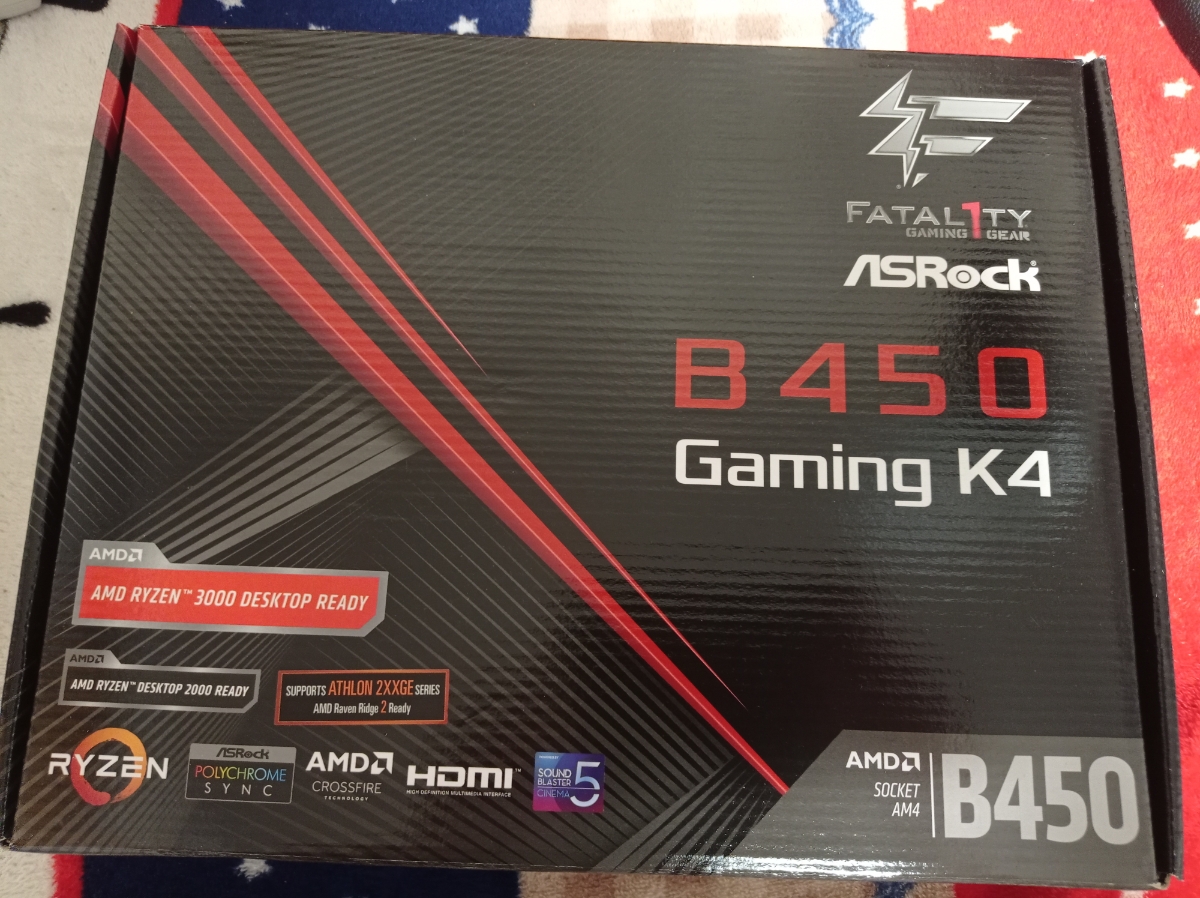 FATAL1TY
GAMING GEAR
ASRock®
B450
Gaming K4
AMD
AMD RYZEN™ 3000 DESKTOP READY
AMD
AMD RYZEN™ DESKTOP 2000 READY
SUPPORTS ATHLON 2XXGE SERIES
AMD Raven Ridge 2 Ready
RYZEN
ASRock
POLYCHROME
SYNC
AMD
CROSSFIRE
TECHNOLOGY
HDMI™
HIGH DEFINITION MULTIMEDIA INTERFACE
SOUND
BLASTER
CINEMA
5
AMD
SOCKET
AM4
B450